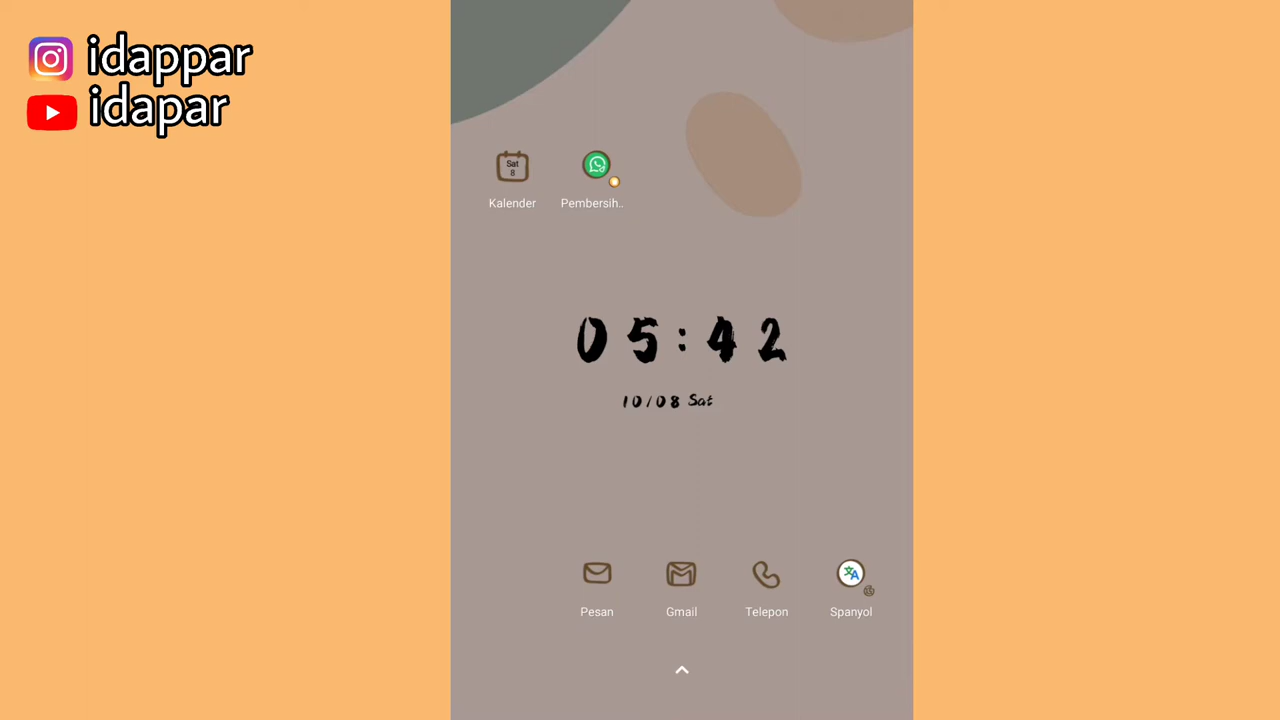 idappar
idapar
Sat
8
Kalender
Pembersih..
05:42
10/08 Sat
Pesan
Gmail
Telepon
Spanyol